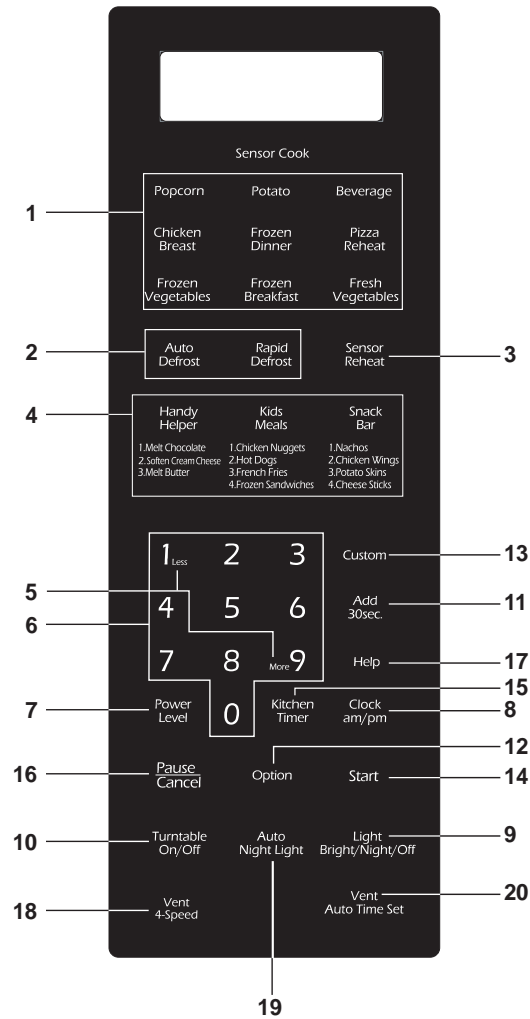 Sensor Cook
Popcorn Potato Beverage
1
Chicken Frozen Pizza
Breast Dinner Reheat
Frozen Frozen Fresh
Vegetables Breakfast Vegetables
2
Auto Rapid Sensor
Defrost Defrost Reheat
3
4
Handy Kids Snack
Helper Meals Bar
1.Melt Chocolate 1.Chicken Nuggets 1.Nachos
2.Soften Cream Cheese 2.Hot Dogs 2.Chicken Wings
3.Melt Butter 3.French Fries 3.Potato Skins
4.Frozen Sandwiches 4.Cheese Sticks
1 Less 2 3 Custom 13
5
4 5 6 Add 11
30sec.
6
7 8 More 9 Help 17
15
7 Power 0 Kitchen Clock 8
Level Timer am/pm
12
16 Pause Option Start 14
Cancel
10 Turntable Auto Light 9
On/Off Night Light Bright/Night/Off
18 Vent Vent 20
4-Speed Auto Time Set
19